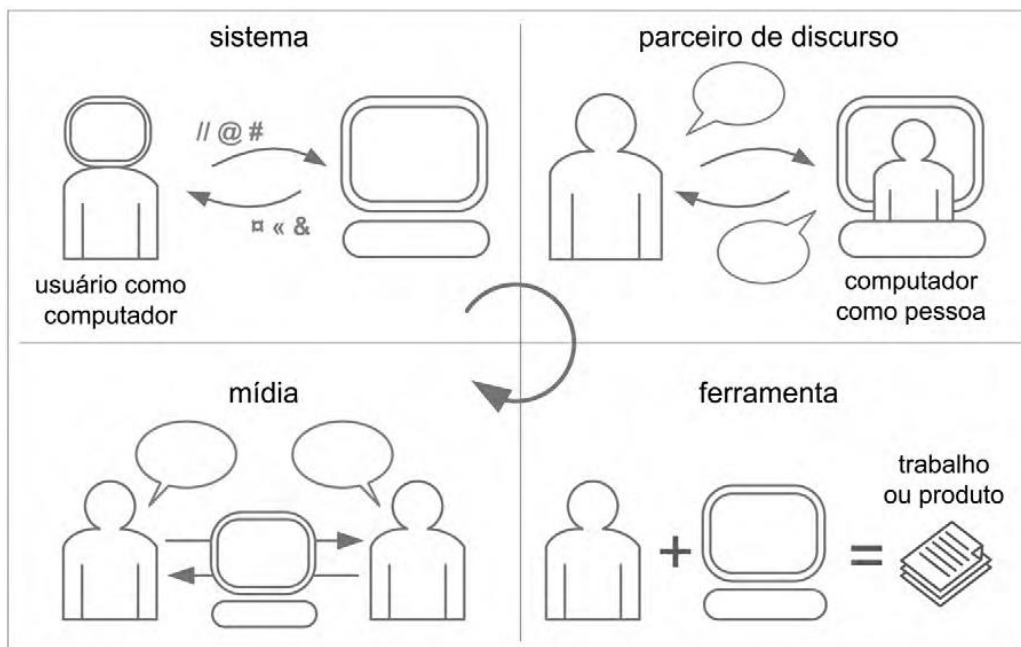 sistema
// @ #
¤ « &
usuário como
computador
parceiro de discurso
computador
como pessoa
mídia
ferramenta
+
=
trabalho
ou produto